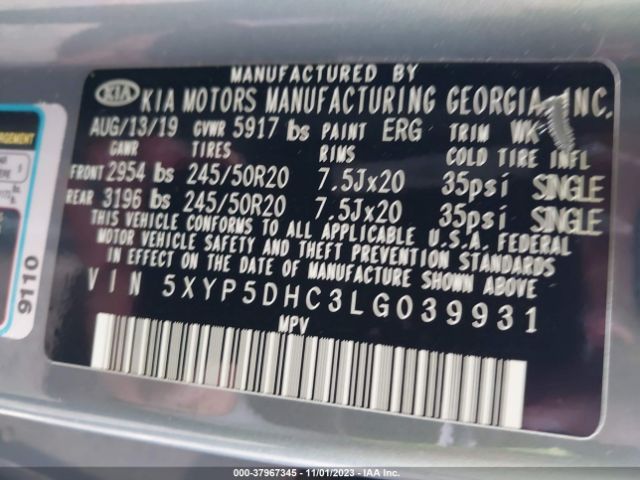 MANUFACTURED BY
KIA KIA MOTORS MANUFACTURING GEORGIA, INC.
AUG/13/19 GVWR 5917 lbs PAINT ERG TRIM WK
GAWR TIRES RIMS COLD TIRE INFL
FRONT 2954 lbs 245/50R20 7.5Jx20 35psi SINGLE
REAR 3196 lbs 245/50R20 7.5Jx20 35psi SINGLE
THIS VEHICLE CONFORMS TO ALL APPLICABLE U.S.A. FEDERAL
MOTOR VEHICLE SAFETY AND THEFT PREVENTION STANDARDS
IN EFFECT ON THE DATE OF MANUFACTURE SHOWN ABOVE
VIN 5XYP5DHC3LG039931
MPV
9110
000-37967345 • 11/01/2023 - IAAI.COM